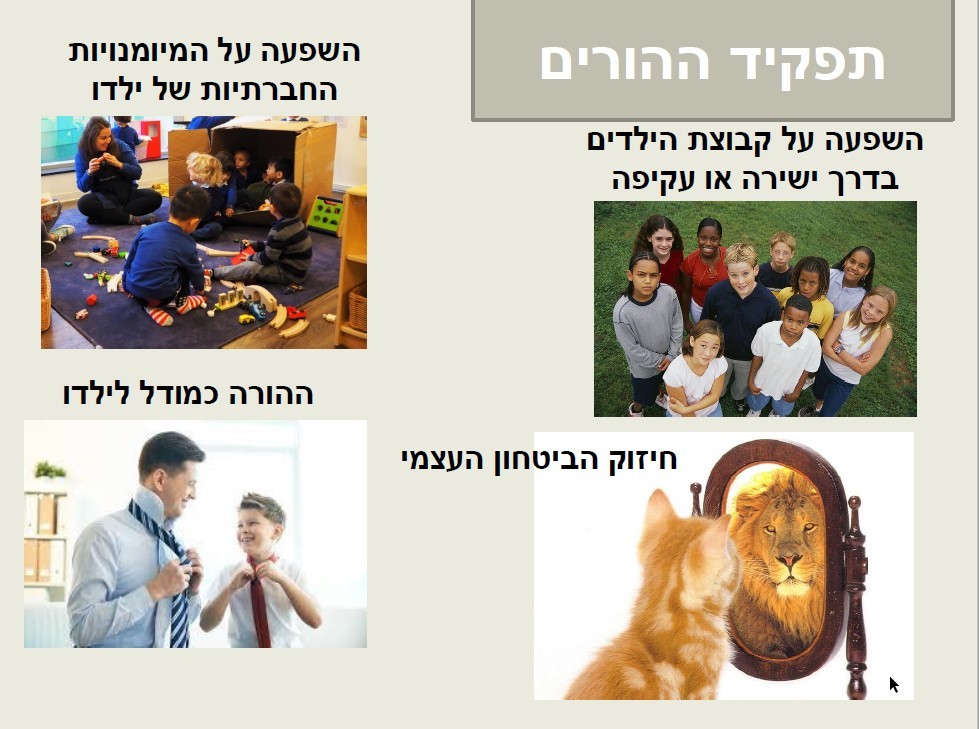 תפקיד ההורים
השפעה על קבוצת הילדים
בדרך ישירה או עקיפה
השפעה על המיומנויות
החברתיות של ילדו
ההורה כמודל לילדו
חיזוק הביטחון העצמי